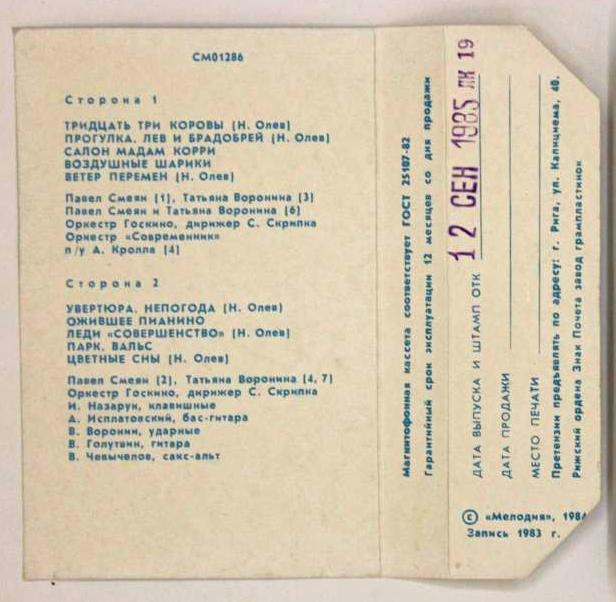 СМ01286
Сторона 1
ТРИДЦАТЬ ТРИ КОРОВЫ (Н. Олев)
ПРОГУЛКА. ЛЕВ И БРАДОБРЕЙ (Н. Олев)
САЛОН МАДАМ КОРРИ
ВОЗДУШНЫЕ ШАРИКИ
ВЕТЕР ПЕРЕМЕН (Н. Олев)
Павел Смеян (1), Татьяна Воронина (3)
Павел Смеян и Татьяна Воронина (6)
Оркестр Госкино, дирижер С. Скрипка
Оркестр «Современник»
п/у А. Кролла (4)
Сторона 2
УВЕРТЮРА. НЕПОГОДА (Н. Олев)
ОЖИВШЕЕ ПИАНИНО
ЛЕДИ «СОВЕРШЕНСТВО» (Н. Олев)
ПАРК. ВАЛЬС
ЦВЕТНЫЕ СНЫ (Н. Олев)
Павел Смеян (2), Татьяна Воронина (4, 7)
Оркестр Госкино, дирижер С. Скрипка
И. Назарук, клавишные
А. Исплатовский, бас-гитара
В. Воронин, ударные
В. Голутвин, гитара
В. Чевычелов, сакс-альт
Магнитофонная кассета соответствует ГОСТ 25107-82
Гарантийный срок эксплуатации 12 месяцев со дня продажи
12 СЕН 1985 ЛК 19
ДАТА ВЫПУСКА И ШТАМП ОТК
ДАТА ПРОДАЖИ
МЕСТО ПЕЧАТИ
Претензии предъявлять по адресу: г. Рига, ул. Калнциема, 40.
Рижский ордена Знак Почета завод грампластинок
© «Мелодия», 1984
Запись 1983 г.